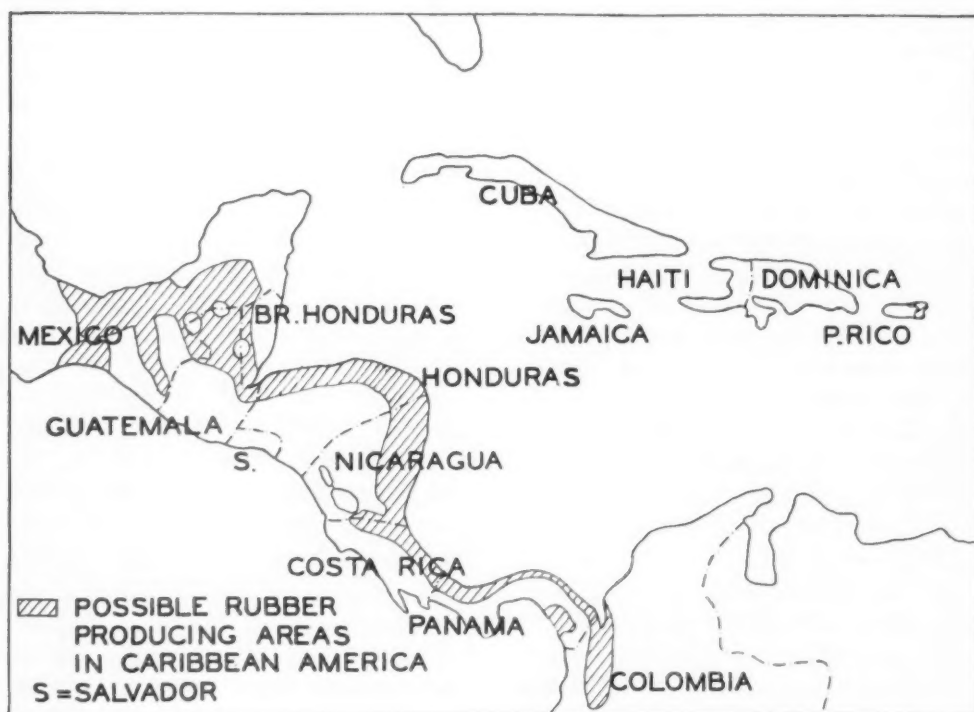 CUBA
HAITI
DOMINICA
BR. HONDURAS
MEXICO
JAMAICA
P.RICO
HONDURAS
GUATEMALA
S.
NICARAGUA
COSTA RICA
PANAMA
COLOMBIA
POSSIBLE RUBBER
PRODUCING AREAS
IN CARIBBEAN AMERICA
S = SALVADOR